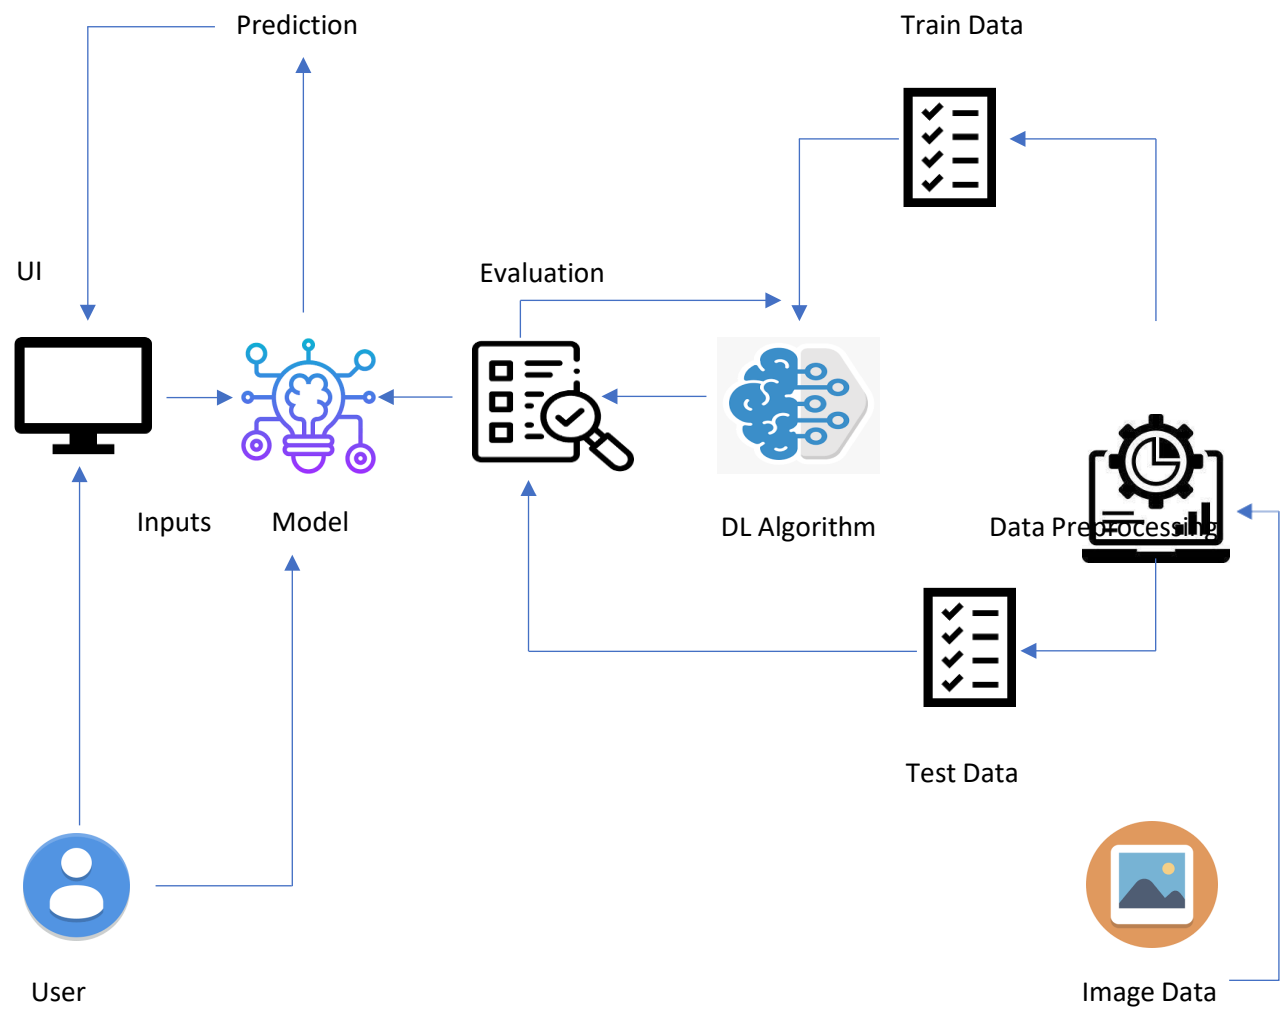 Prediction
Train Data
UI
Evaluation
Inputs
Model
DL Algorithm
Data Preprocessing
Test Data
User
Image Data